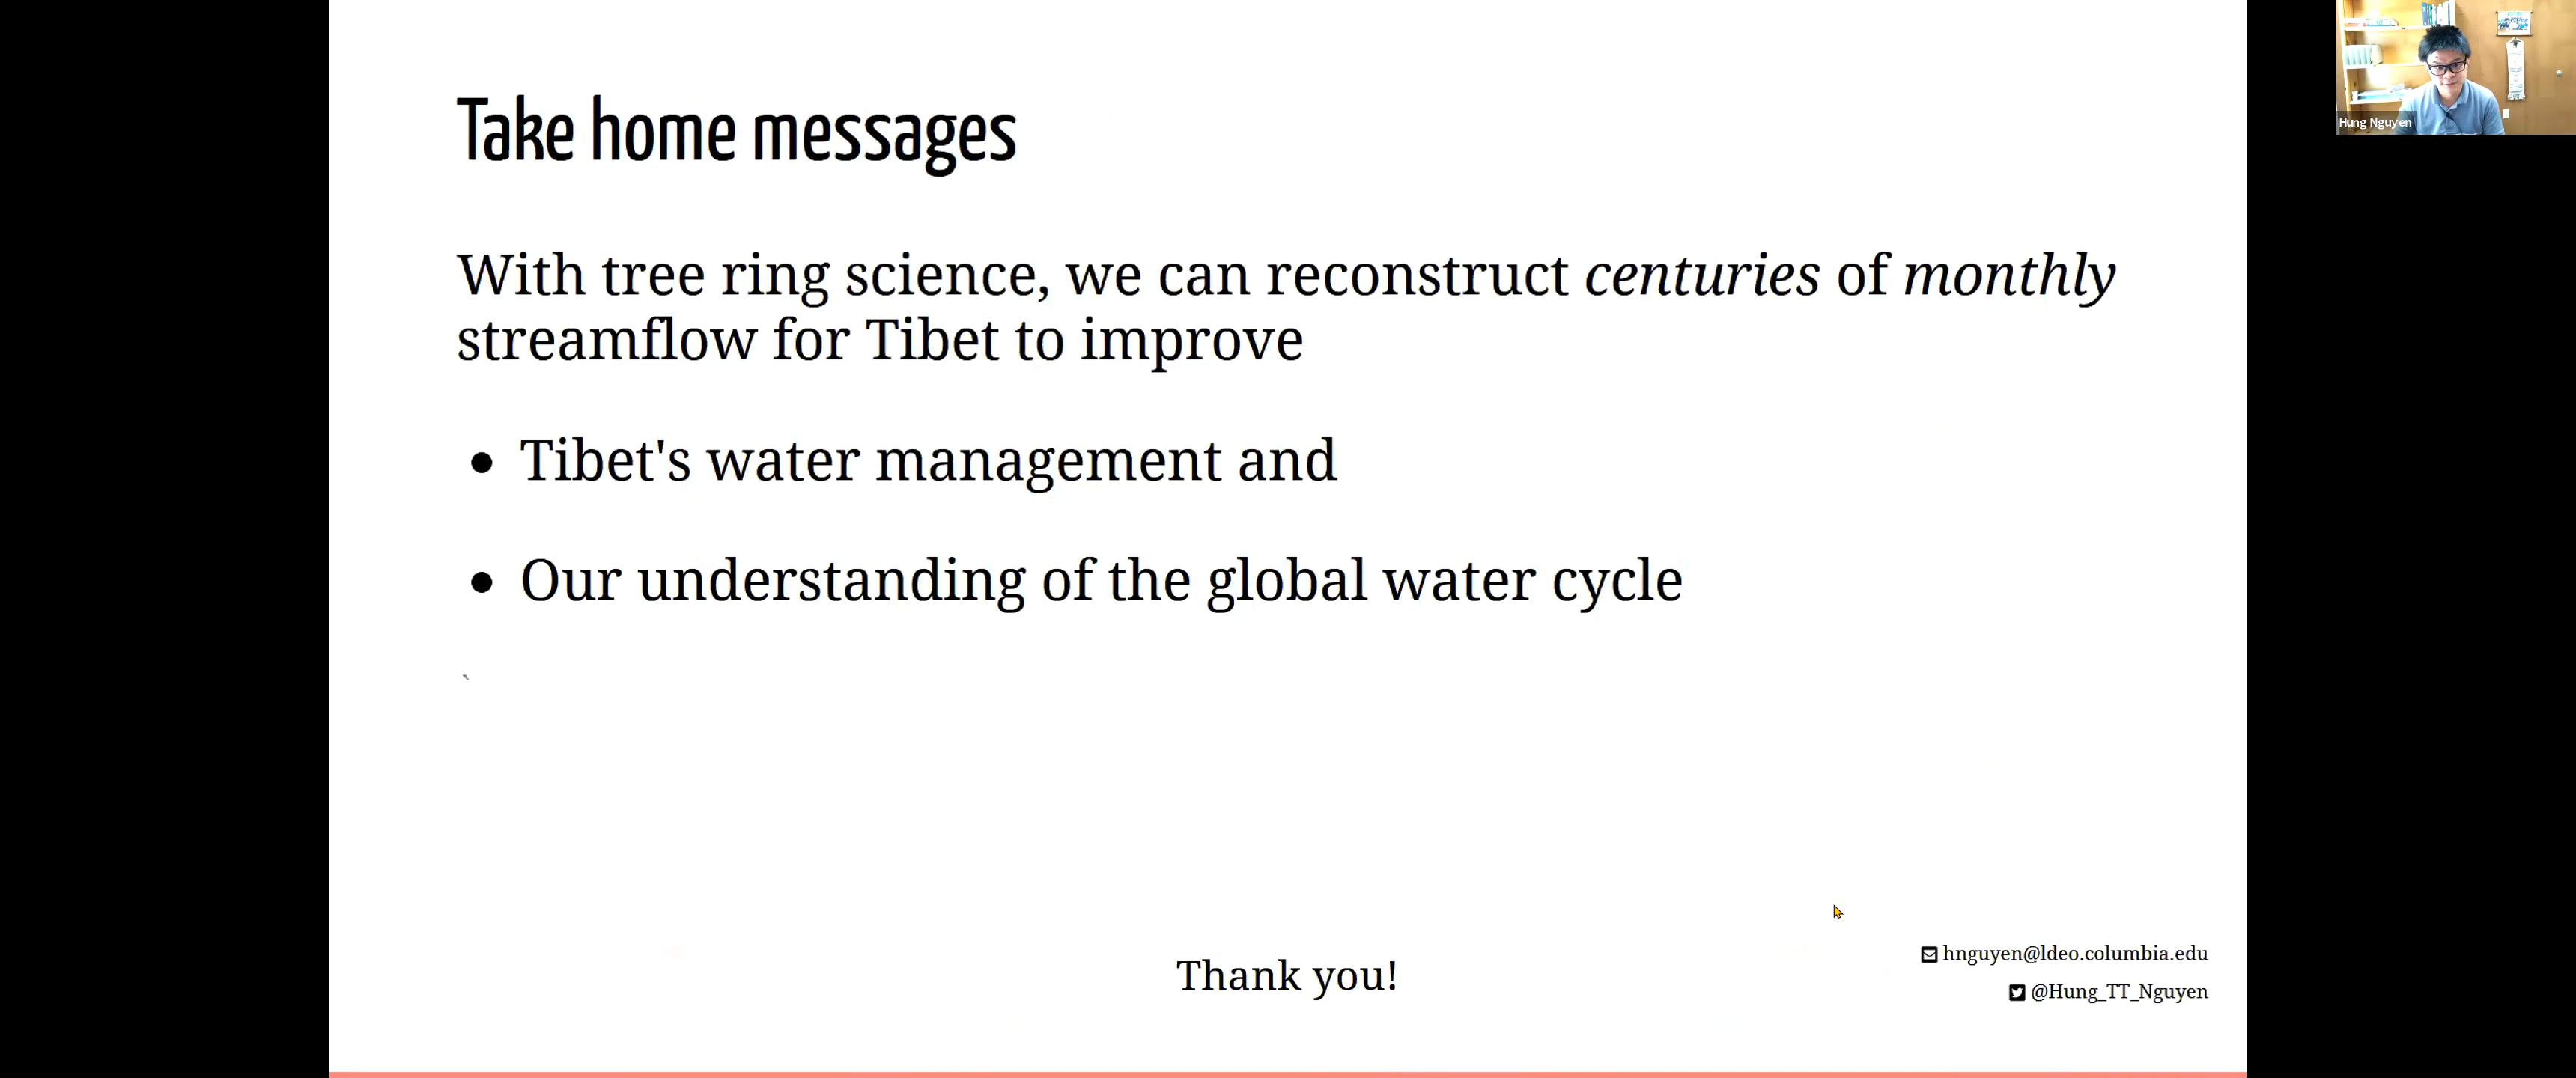 Take home messages
With tree ring science, we can reconstruct centuries of monthly
streamflow for Tibet to improve
• Tibet's water management and
• Our understanding of the global water cycle
`
Thank you!
hnguyen@ldeo.columbia.edu
@Hung_TT_Nguyen
Hung Nguyen